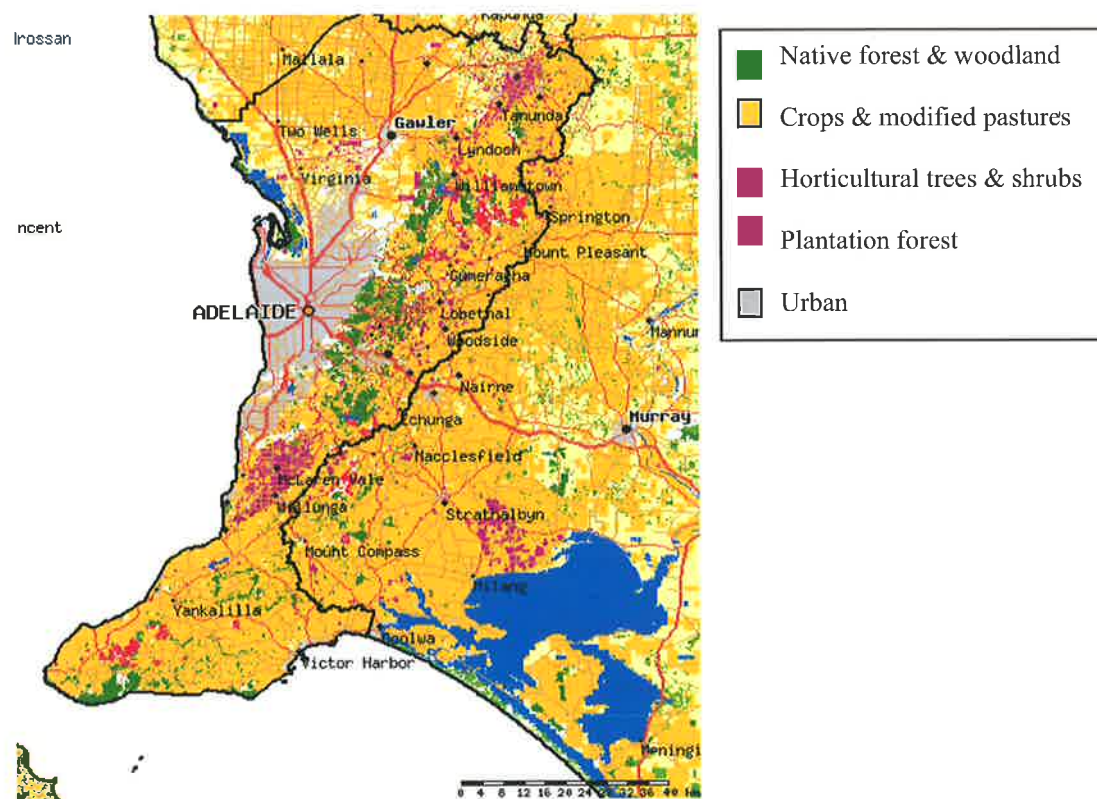 lrossan
Mallala
Two Wells
Gawler
Tanunda
Lyndoch
Virginia
Williamstown
ncent
Springton
Mount Pleasant
Gumeracha
ADELAIDE
Lobethal
Woodside
Mannum
Nairne
Echunga
Murray
Macclesfield
McLaren Vale
Willunga
Strathalbyn
Mount Compass
Milang
Yankalilla
Goolwa
Victor Harbor
Meningi
0 4 8 12 16 20 24 28 32 36 40
Native forest & woodland
Crops & modified pastures
Horticultural trees & shrubs
Plantation forest
Urban